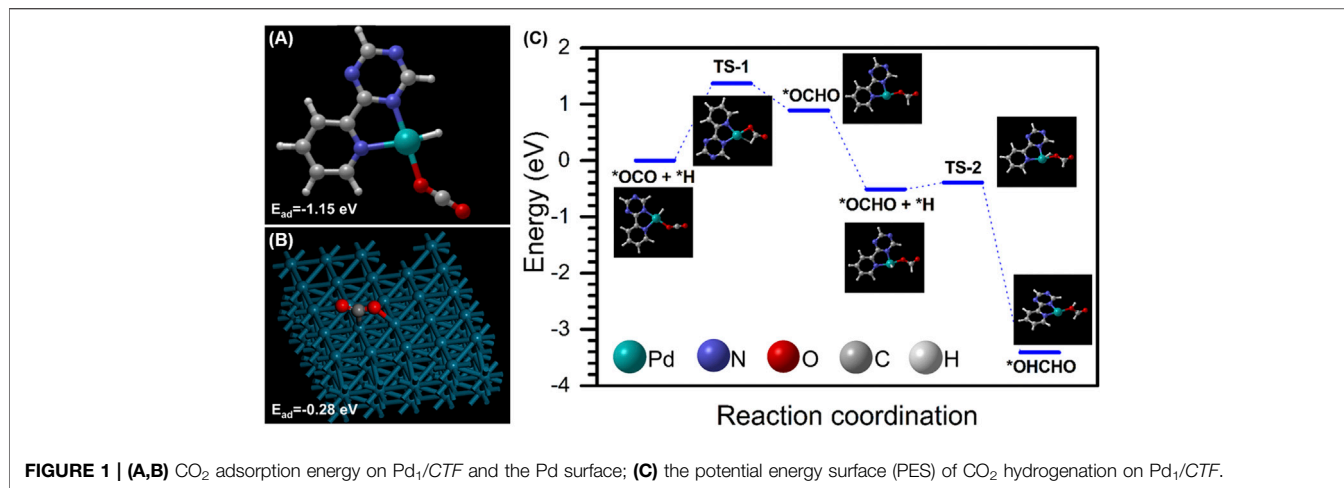 (A)
E_ad=-1.15 eV
(B)
E_ad=-0.28 eV
(C)
2
1
0
-1
-2
-3
-4
Energy (eV)
*OCO + *H
TS-1
*OCHO
*OCHO + *H
TS-2
*OHCHO
Pd N O C H
Reaction coordination
FIGURE 1 | (A,B) CO₂ adsorption energy on Pd₁/CTF and the Pd surface; (C) the potential energy surface (PES) of CO₂ hydrogenation on Pd₁/CTF.